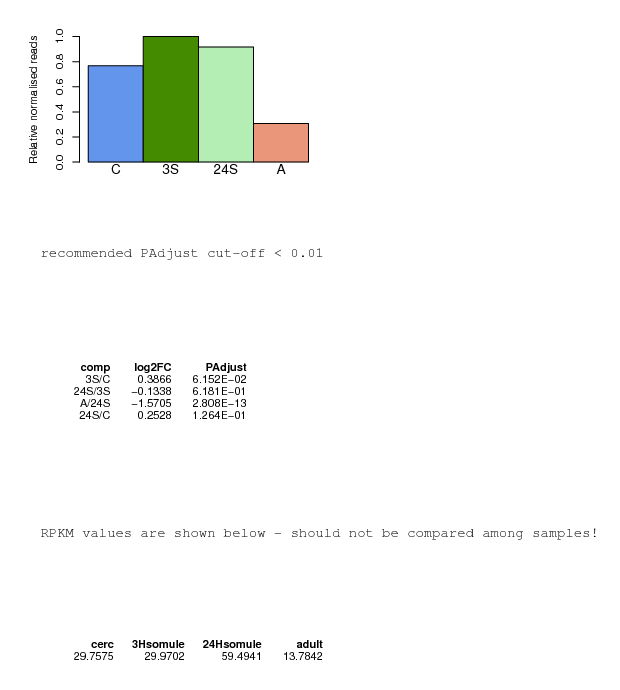 Relative normalised reads
1.0
0.8
0.6
0.4
0.2
0.0
C 3S 24S A
recommended PAdjust cut-off < 0.01
comp log2FC PAdjust
3S/C 0.3866 6.152E−02
24S/3S −0.1338 6.181E−01
A/24S −1.5705 2.808E−13
24S/C 0.2528 1.264E−01
RPKM values are shown below - should not be compared among samples!
cerc 3Hsomule 24Hsomule adult
29.7575 29.9702 59.4941 13.7842